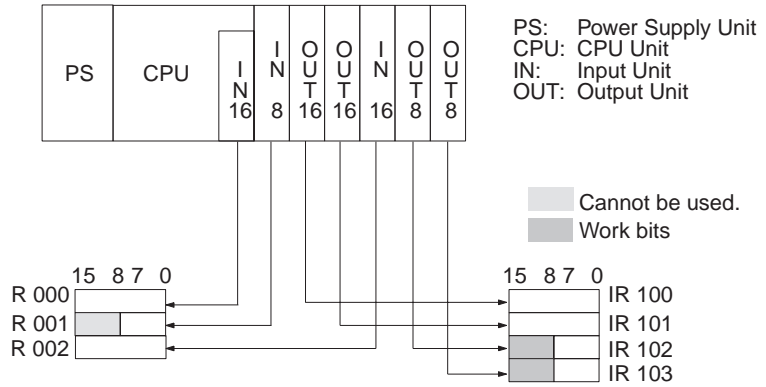 PS
CPU
IN 16
IN 8
OUT 16
OUT 16
IN 16
OUT 8
OUT 8
PS: Power Supply Unit
CPU: CPU Unit
IN: Input Unit
OUT: Output Unit
Cannot be used.
Work bits
15 8 7 0
R 000
R 001
R 002
15 8 7 0
IR 100
IR 101
IR 102
IR 103